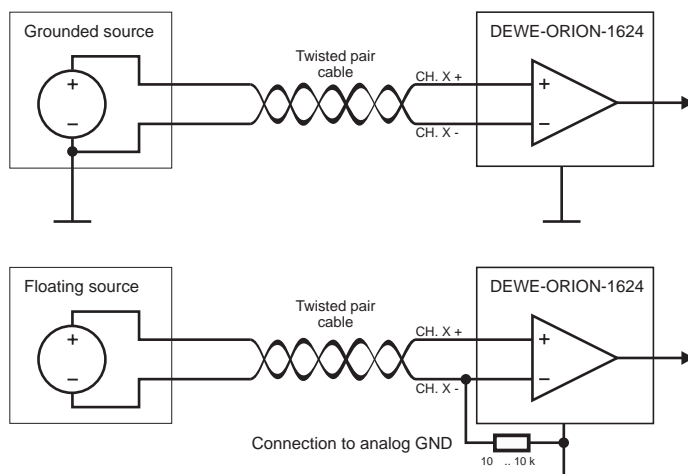 Grounded source
DEWE-ORION-1624
Twisted pair
cable
CH. X +
CH. X -
+
−
+
−
Floating source
DEWE-ORION-1624
Twisted pair
cable
CH. X +
CH. X -
+
−
+
−
Connection to analog GND
10 .. 10 k